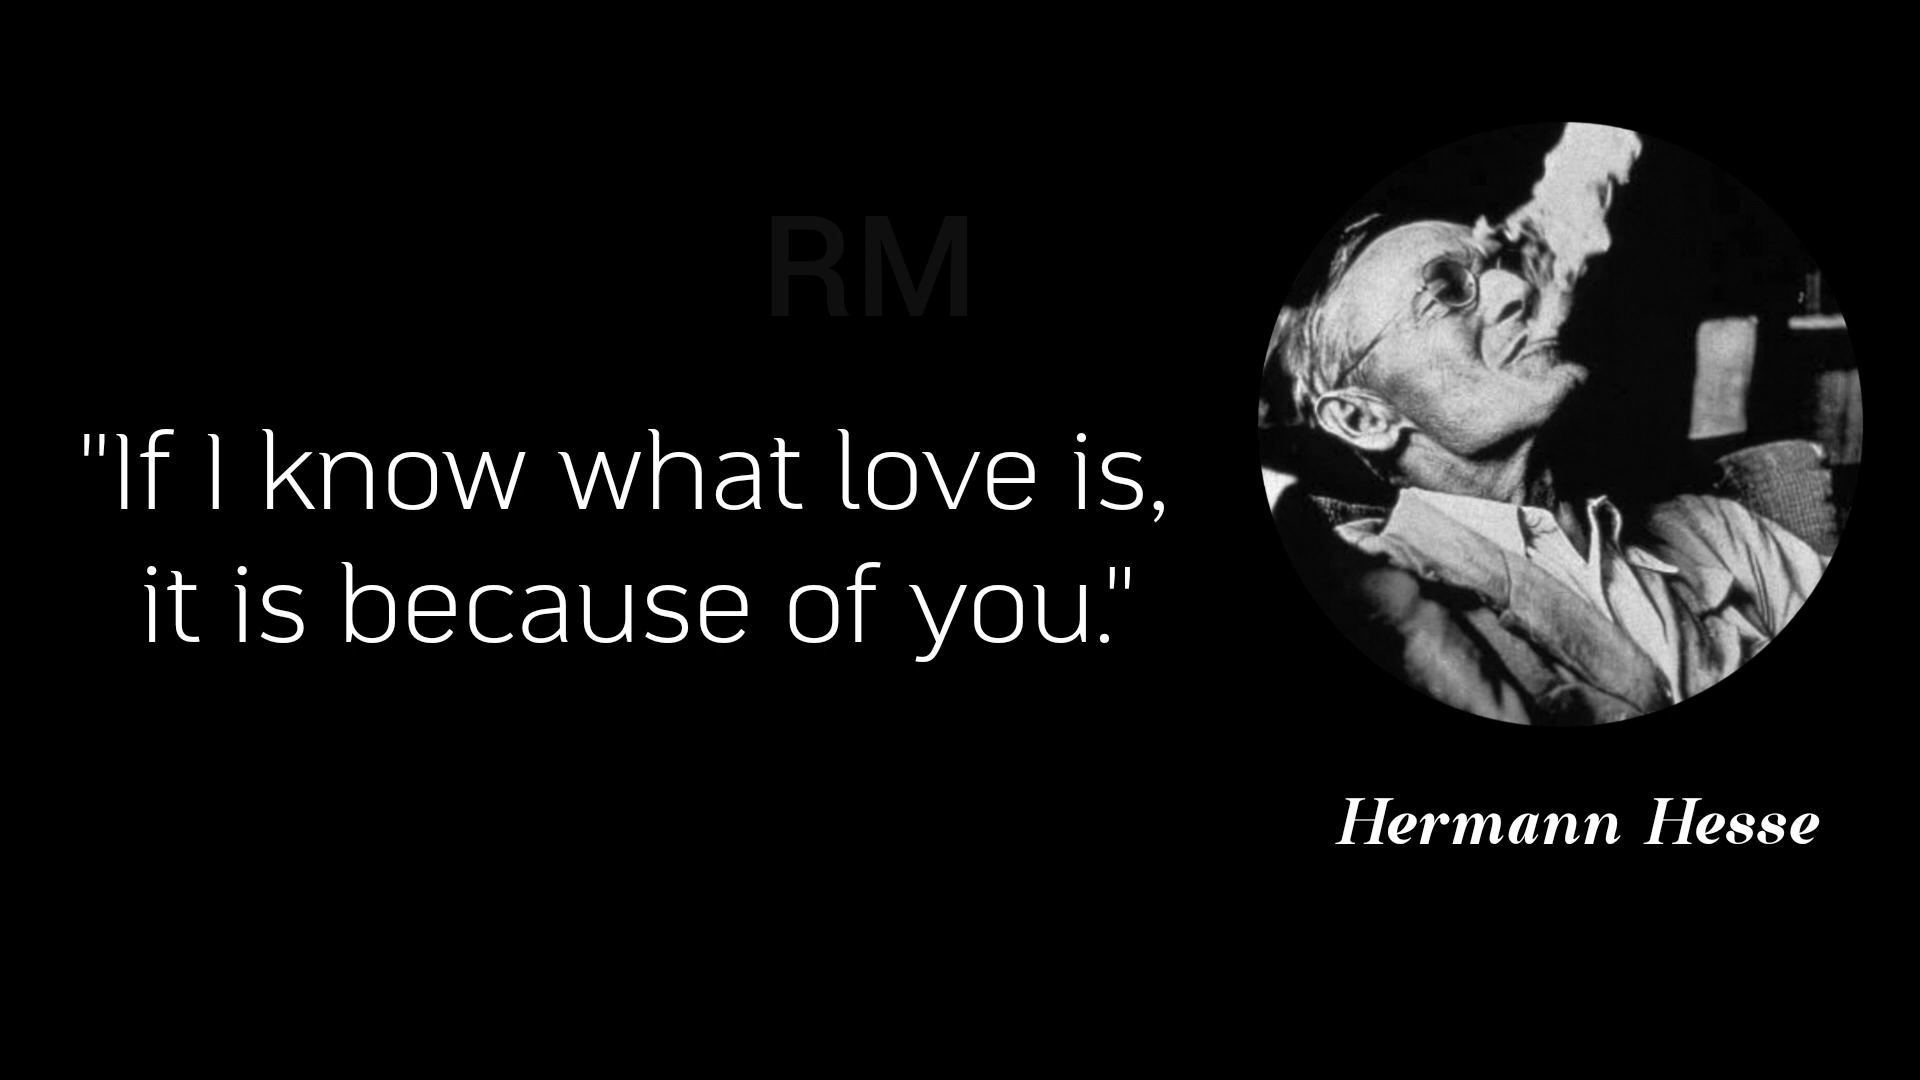 RM
"If I know what love is,
it is because of you."
Hermann Hesse